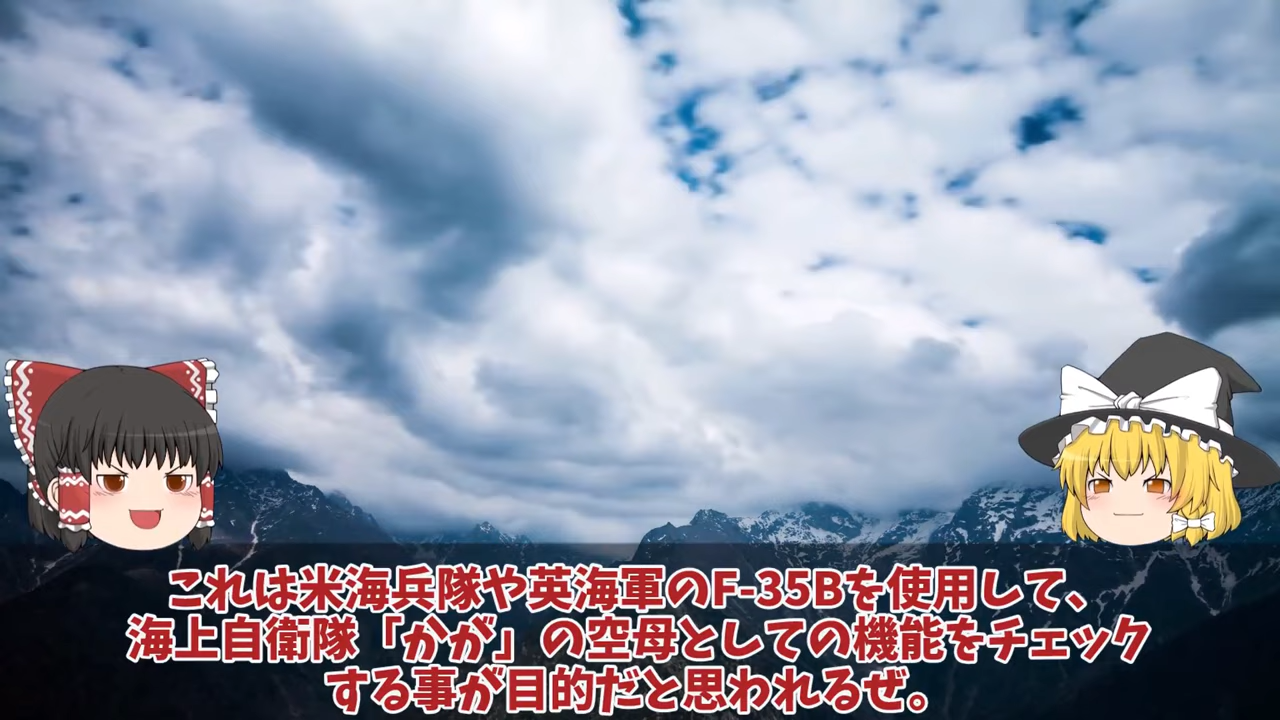 これは米海兵隊や英海軍のF-35Bを使用して、
海上自衛隊「かが」の空母としての機能をチェック
する事が目的だと思われるぜ。